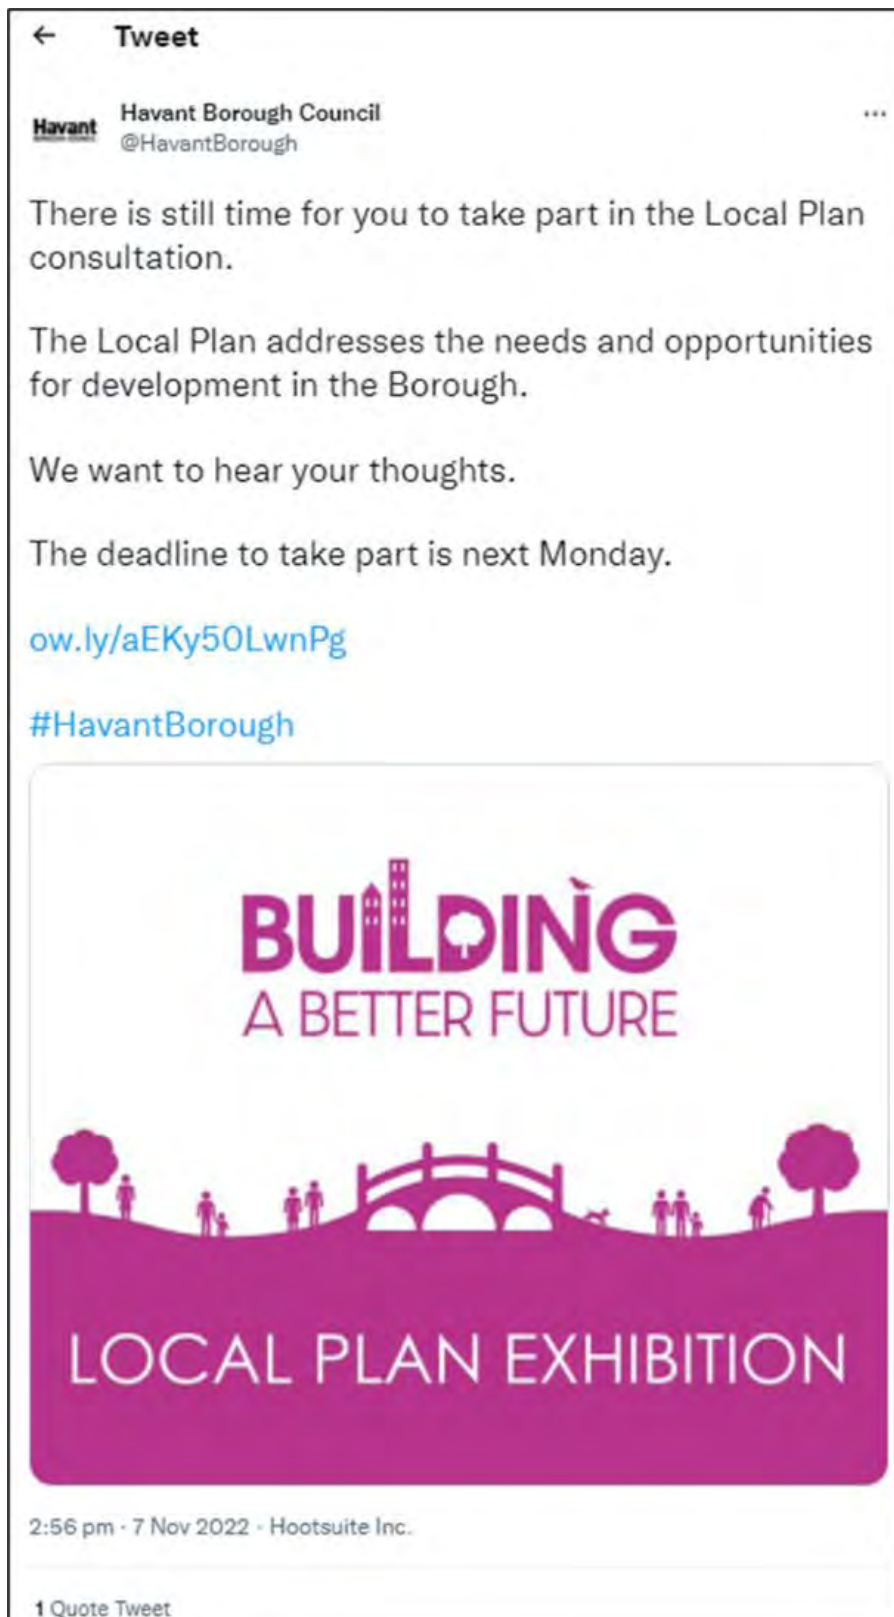 Tweet
Havant
Havant Borough Council
@HavantBorough
There is still time for you to take part in the Local Plan
consultation.
The Local Plan addresses the needs and opportunities
for development in the Borough.
We want to hear your thoughts.
The deadline to take part is next Monday.
ow.ly/aEKy50LwnPg
#HavantBorough
BUILDING
A BETTER FUTURE
LOCAL PLAN EXHIBITION
2:56 pm · 7 Nov 2022 · Hootsuite Inc.
1 Quote Tweet